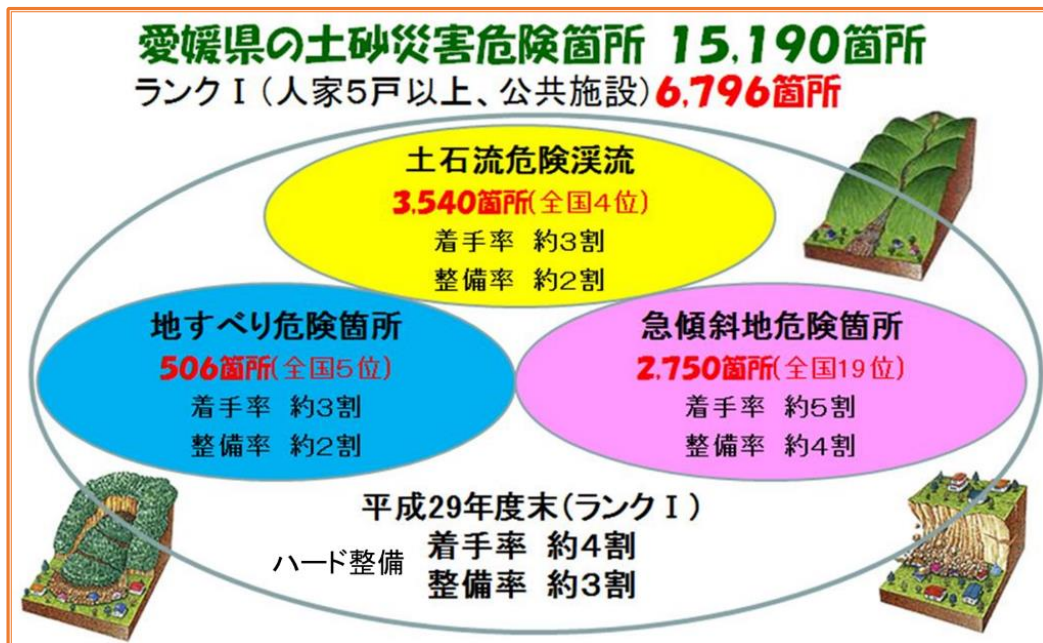 愛媛県の土砂災害危険箇所 15,190箇所
ランクⅠ(人家5戸以上、公共施設)6,796箇所
土石流危険渓流
3,540箇所(全国4位)
着手率 約3割
整備率 約2割
地すべり危険箇所
506箇所(全国5位)
着手率 約3割
整備率 約2割
急傾斜地危険箇所
2,750箇所(全国19位)
着手率 約5割
整備率 約4割
平成29年度末(ランクⅠ)
ハード整備
着手率 約4割
整備率 約3割